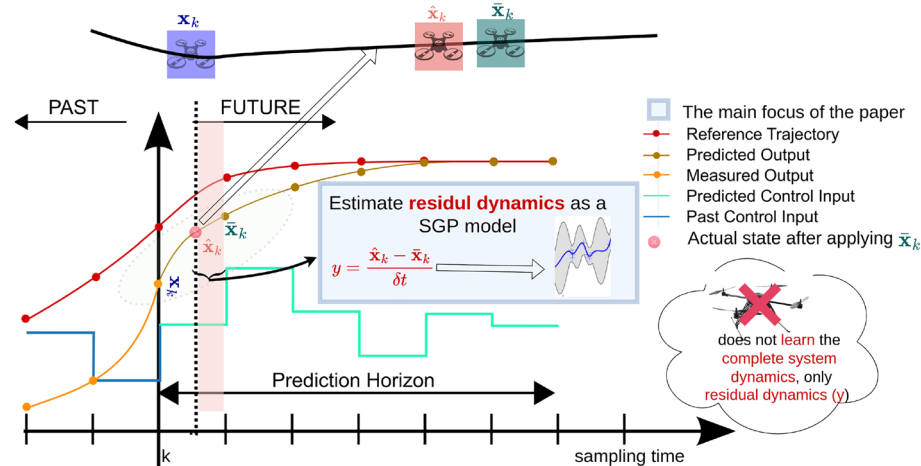 𝐱ₖ
𝐱̂ₖ
𝐱̄ₖ
PAST
FUTURE
The main focus of the paper
Reference Trajectory
Predicted Output
Measured Output
Predicted Control Input
Past Control Input
Actual state after applying 𝐱̄ₖ
Estimate residul dynamics as a
SGP model
y = (𝐱̂ₖ − 𝐱̄ₖ) / δt
𝐱̄ₖ
𝐱̂ₖ
𝐱ₖ
does not learn the
complete system
dynamics, only
residual dynamics (y)
Prediction Horizon
k
sampling time